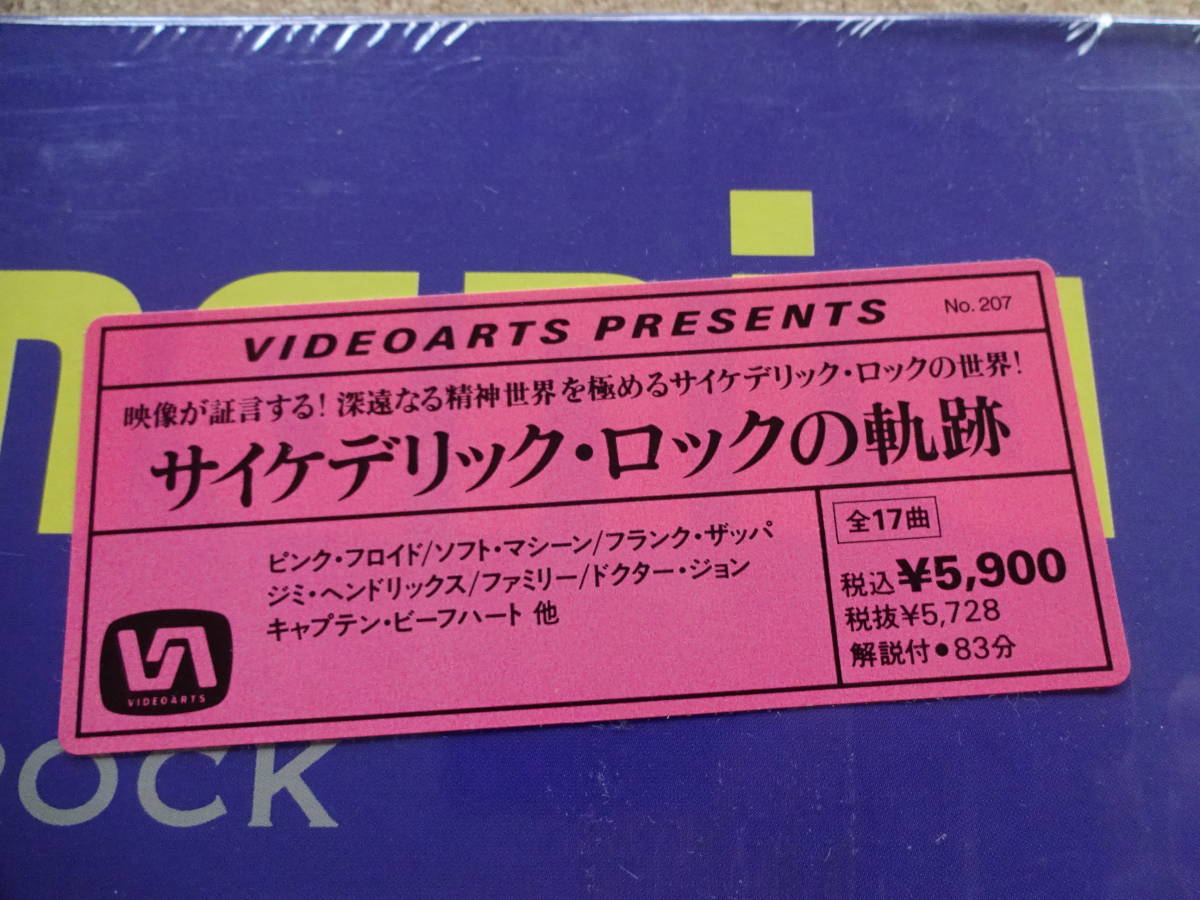 VIDEOARTS PRESENTS
No.207
映像が証言する!深遠なる精神世界を極めるサイケデリック・ロックの世界!
サイケデリック・ロックの軌跡
ピンク・フロイド/ソフト・マシーン/フランク・ザッパ
ジミ・ヘンドリックス/ファミリー/ドクター・ジョン
キャプテン・ビーフハート 他
全17曲
税込¥5,900
税抜¥5,728
解説付●83分
VIDEOARTS
ROCK